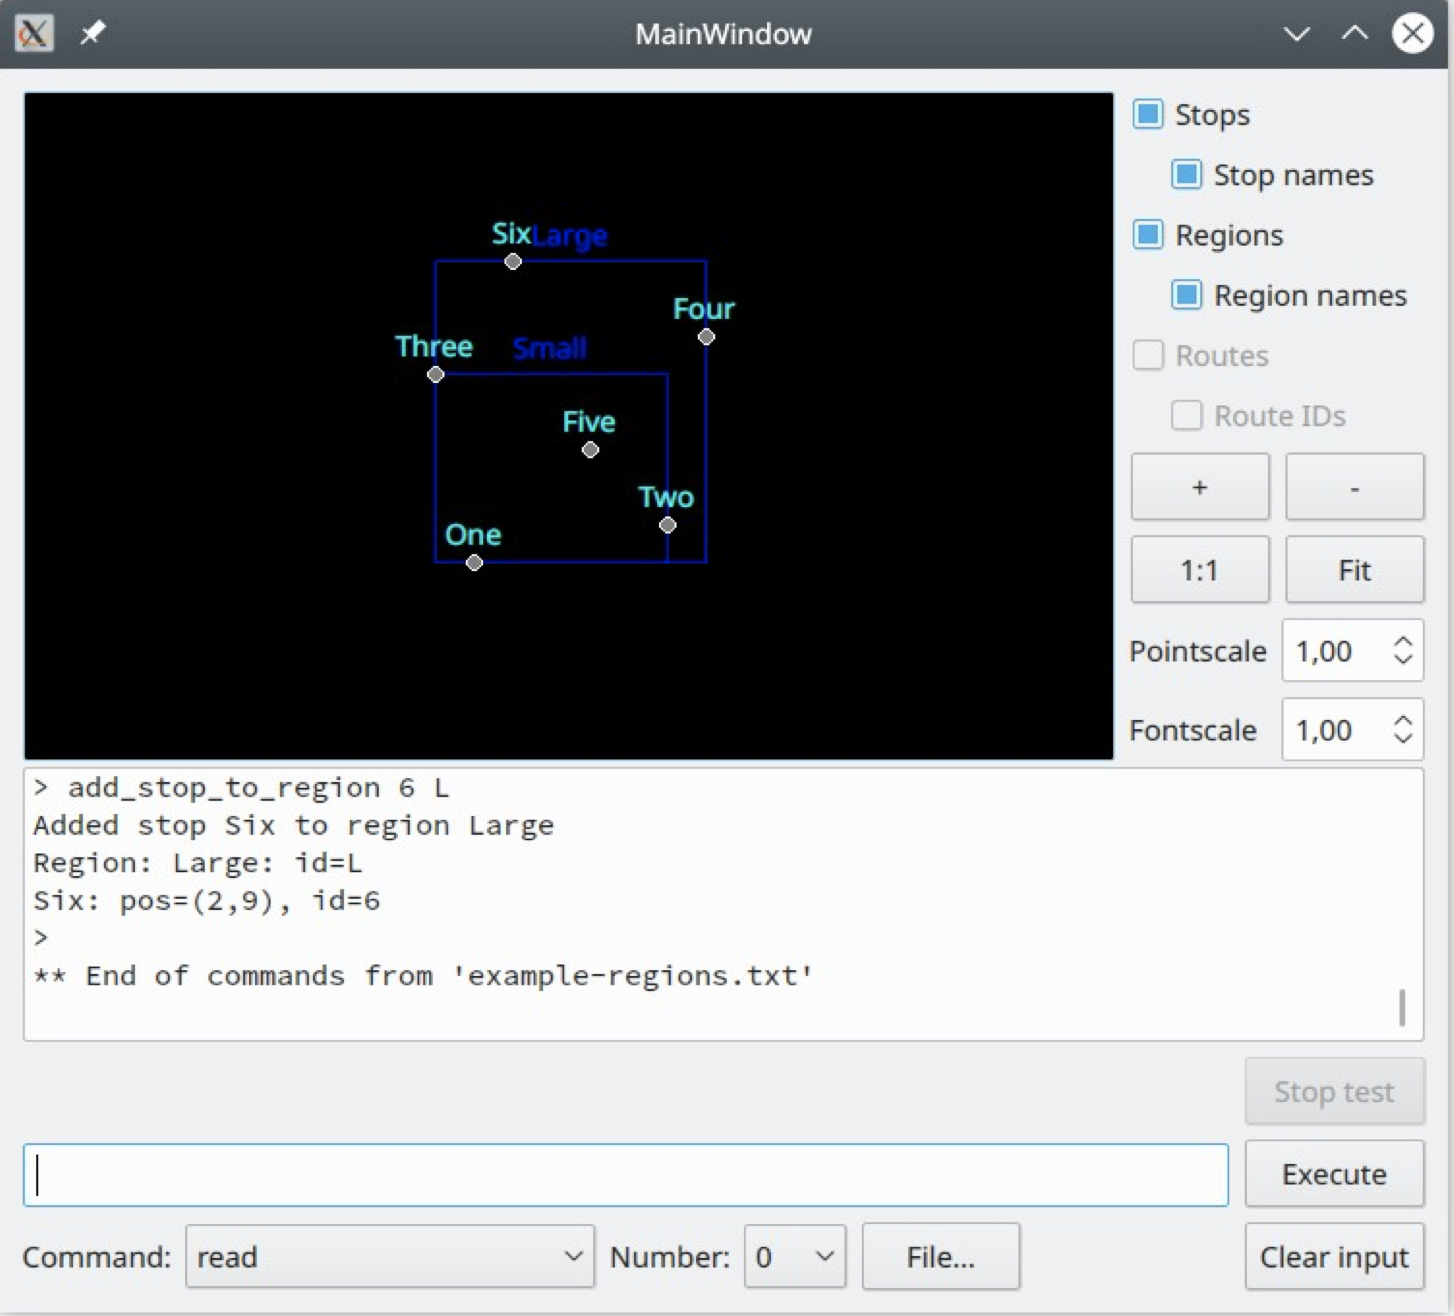 MainWindow
Stops
Stop names
SixLarge
Regions
Region names
Four
Three Small
Routes
Route IDs
Five
+ -
Two
One
1:1 Fit
Pointscale 1,00
Fontscale 1,00
> add_stop_to_region 6 L
Added stop Six to region Large
Region: Large: id=L
Six: pos=(2,9), id=6
>
** End of commands from 'example-regions.txt'
Stop test
Execute
Command: read Number: 0 File... Clear input